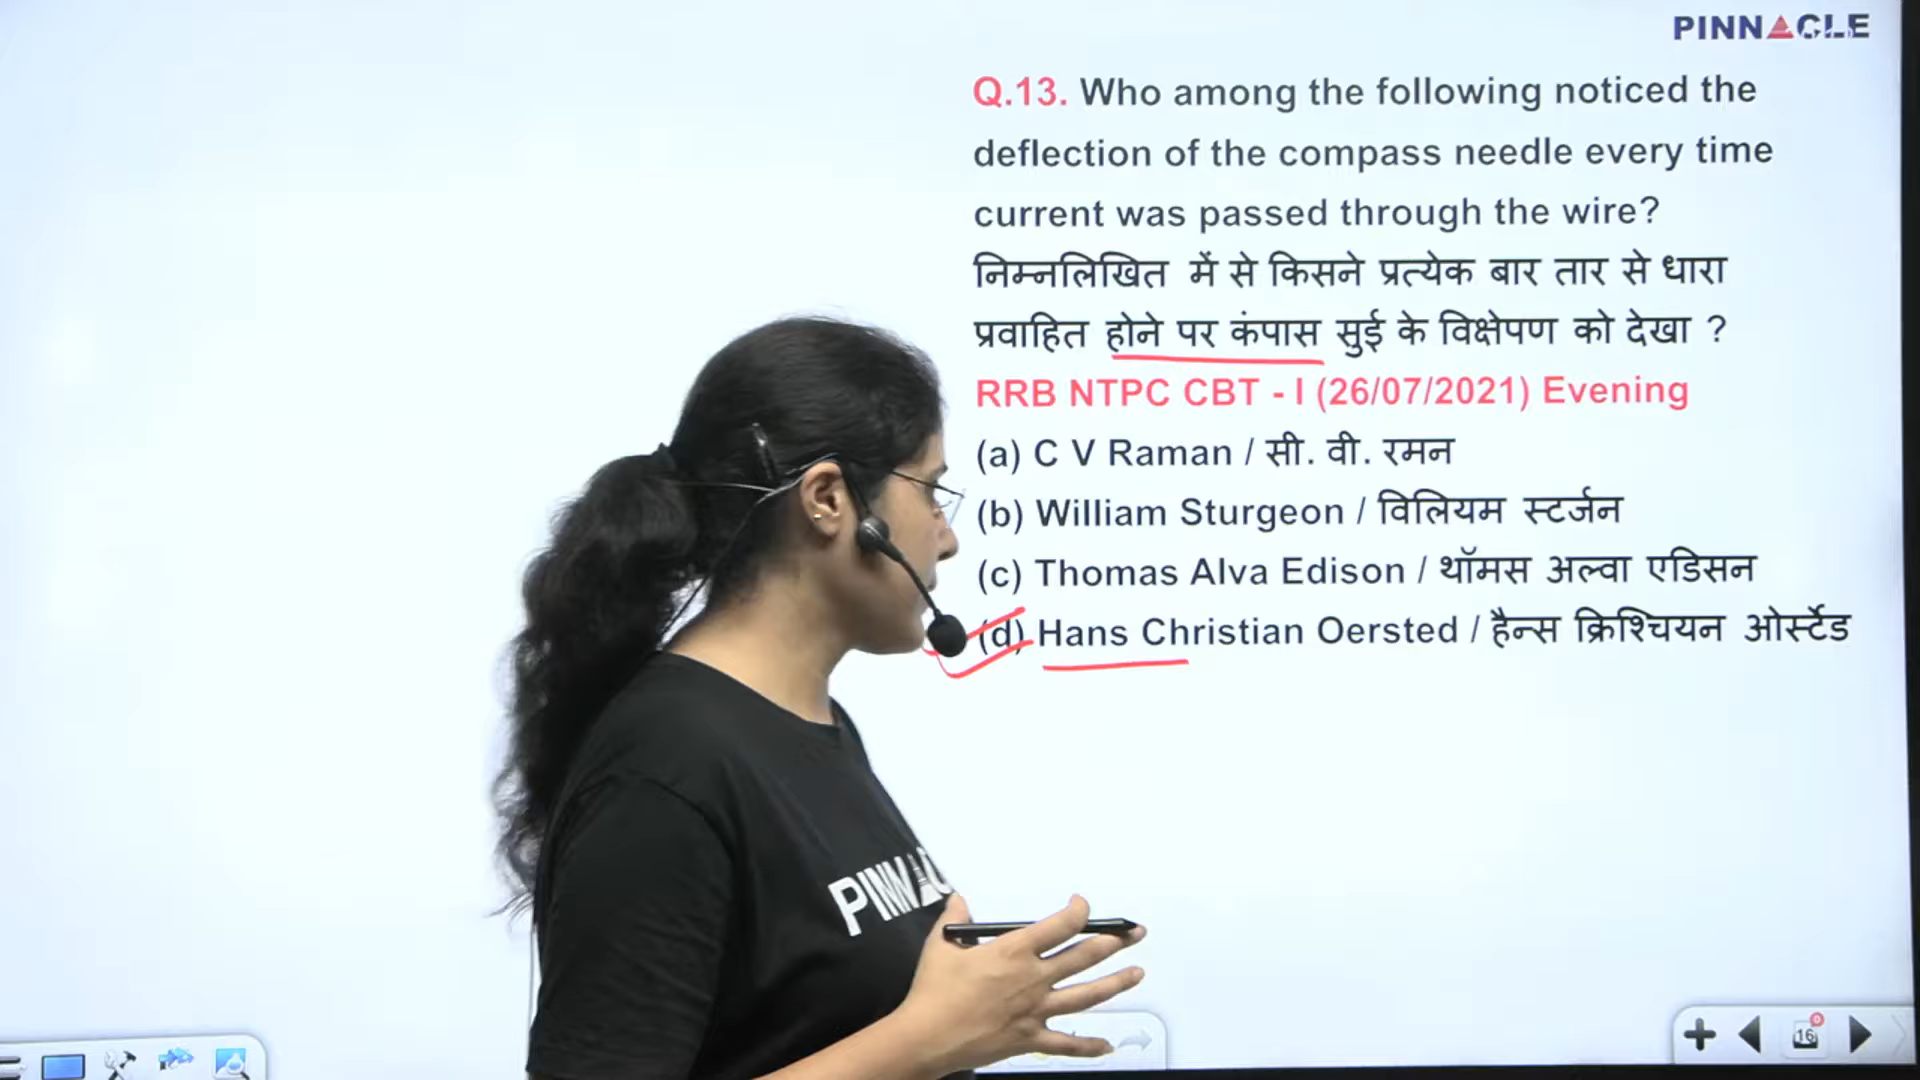 PINNACLE
Q.13. Who among the following noticed the
deflection of the compass needle every time
current was passed through the wire?
निम्नलिखित में से किसने प्रत्येक बार तार से धारा
प्रवाहित होने पर कंपास सुई के विक्षेपण को देखा ?
RRB NTPC CBT - I (26/07/2021) Evening
(a) C V Raman / सी. वी. रमन
(b) William Sturgeon / विलियम स्टर्जन
(c) Thomas Alva Edison / थॉमस अल्वा एडिसन
(d) Hans Christian Oersted / हैन्स क्रिश्चियन ओर्स्टेड
16
0